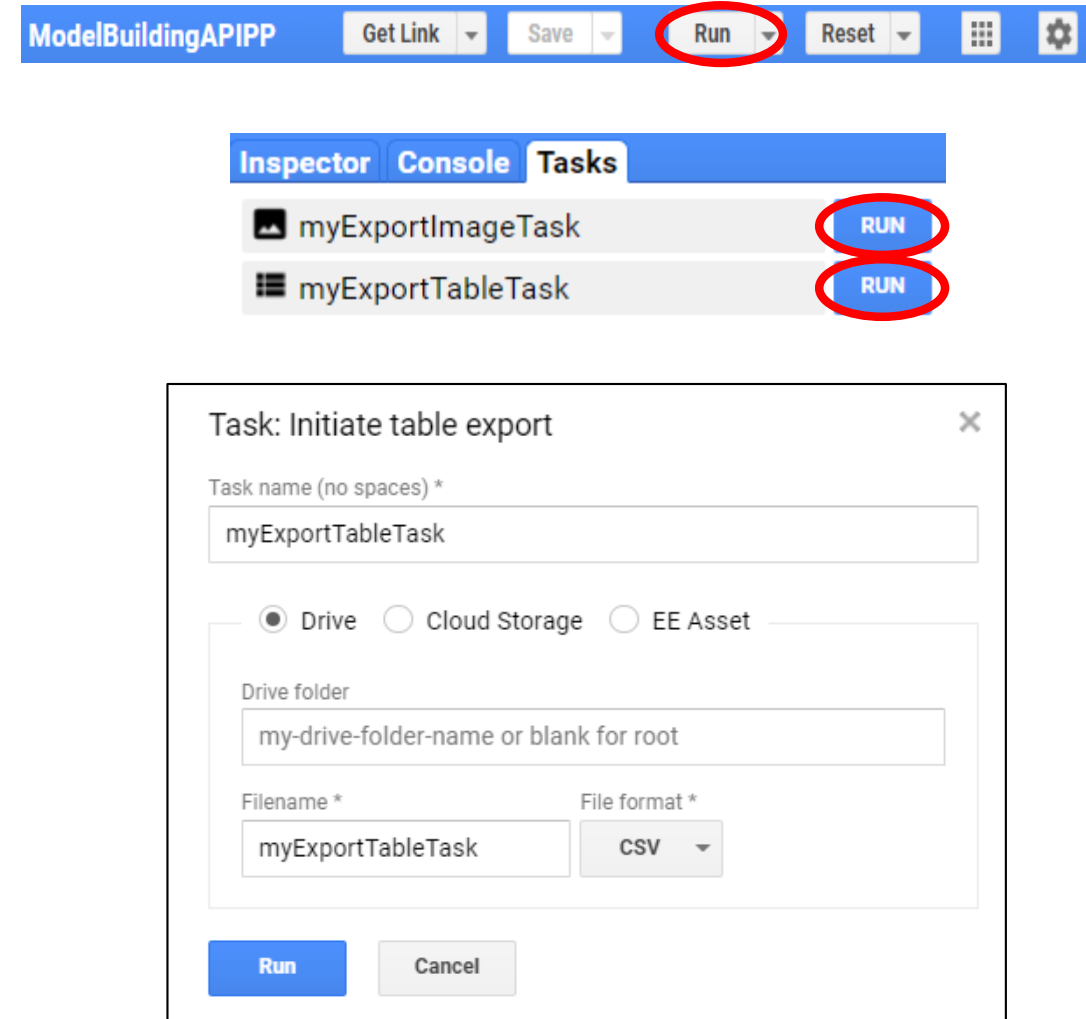 ModelBuildingAPIPP Get Link Save Run Reset
Inspector Console Tasks
myExportImageTask RUN
myExportTableTask RUN
Task: Initiate table export
Task name (no spaces) *
myExportTableTask
Drive Cloud Storage EE Asset
Drive folder
my-drive-folder-name or blank for root
Filename * File format *
myExportTableTask CSV
Run Cancel